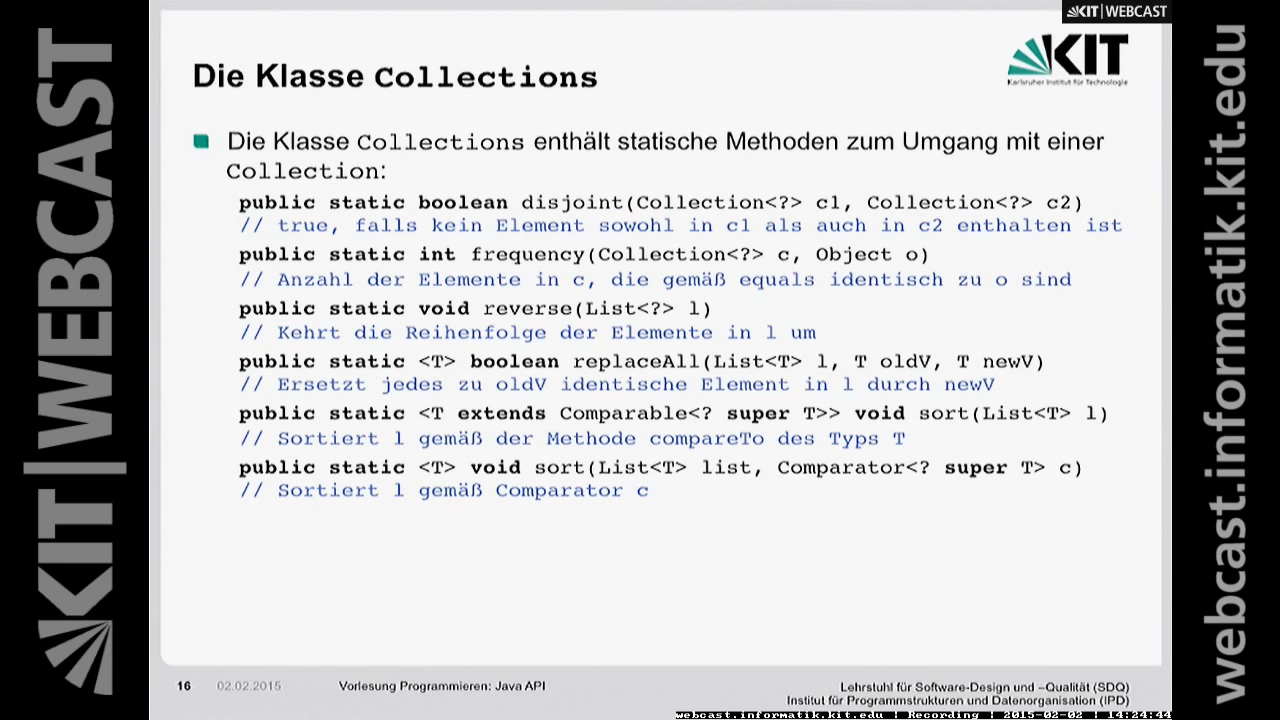 KIT|WEBCAST
KIT
Karlsruher Institut für Technologie
Die Klasse Collections
Die Klasse Collections enthält statische Methoden zum Umgang mit einer
Collection:
public static boolean disjoint(Collection<?> c1, Collection<?> c2)
// true, falls kein Element sowohl in c1 als auch in c2 enthalten ist
public static int frequency(Collection<?> c, Object o)
// Anzahl der Elemente in c, die gemäß equals identisch zu o sind
public static void reverse(List<?> l)
// Kehrt die Reihenfolge der Elemente in l um
public static <T> boolean replaceAll(List<T> l, T oldV, T newV)
// Ersetzt jedes zu oldV identische Element in l durch newV
public static <T extends Comparable<? super T>> void sort(List<T> l)
// Sortiert l gemäß der Methode compareTo des Typs T
public static <T> void sort(List<T> list, Comparator<? super T> c)
// Sortiert l gemäß Comparator c
16 02.02.2015 Vorlesung Programmieren: Java API
Lehrstuhl für Software-Design und –Qualität (SDQ)
Institut für Programmstrukturen und Datenorganisation (IPD)
webcast.informatik.kit.edu | Recording | 2015-02-02 | 14:24:44
KIT|WEBCAST
webcast.informatik.kit.edu